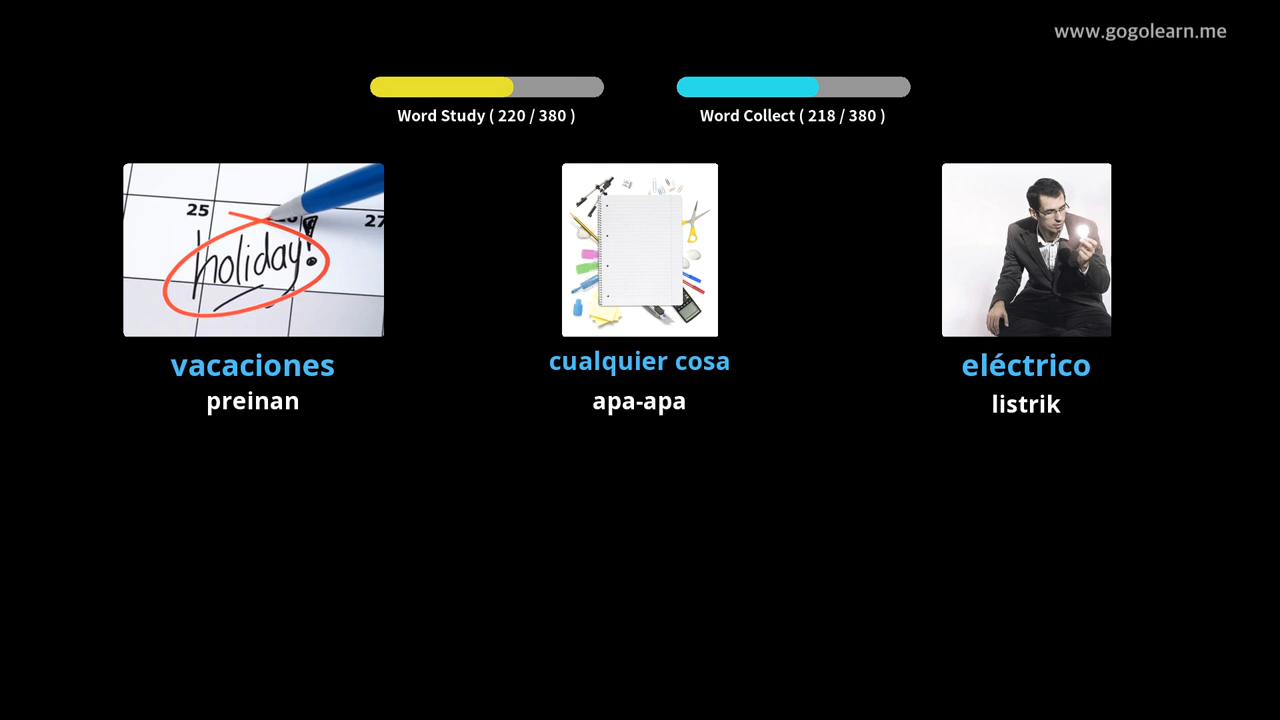 www.gogolearn.me
Word Study ( 220 / 380 )
Word Collect ( 218 / 380 )
25
27
holiday!
vacaciones
cualquier cosa
eléctrico
preinan
apa-apa
listrik